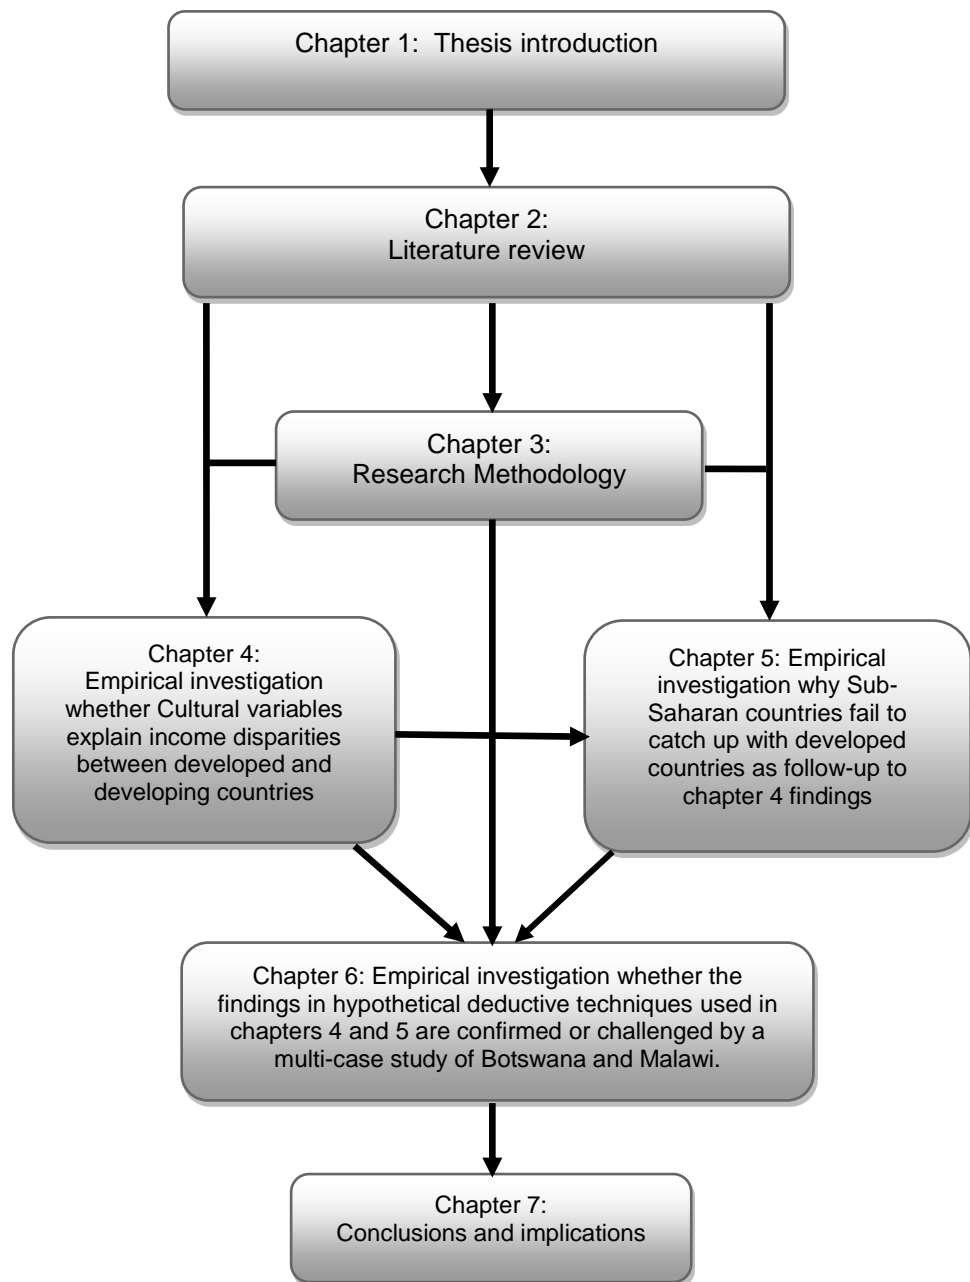 Chapter 1:  Thesis introduction
Chapter 2:
Literature review
Chapter 3:
Research Methodology
Chapter 4:
Empirical investigation
whether Cultural variables
explain income disparities
between developed and
developing countries
Chapter 5: Empirical
investigation why Sub-
Saharan countries fail to
catch up with developed
countries as follow-up to
chapter 4 findings
Chapter 6: Empirical investigation whether the
findings in hypothetical deductive techniques used in
chapters 4 and 5 are confirmed or challenged by a
multi-case study of Botswana and Malawi.
Chapter 7:
Conclusions and implications